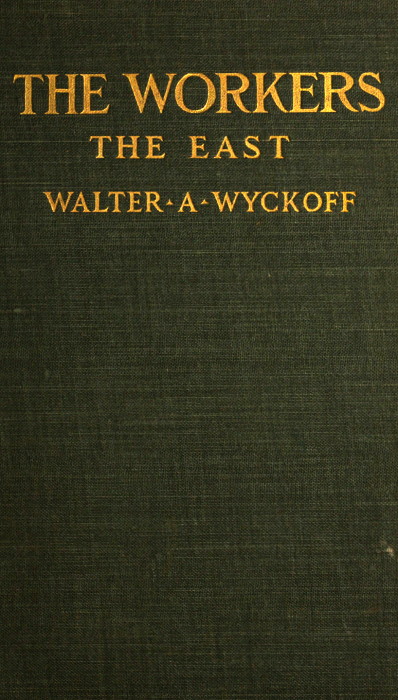 THE WORKERS
THE EAST
WALTER · A · WYCKOFF